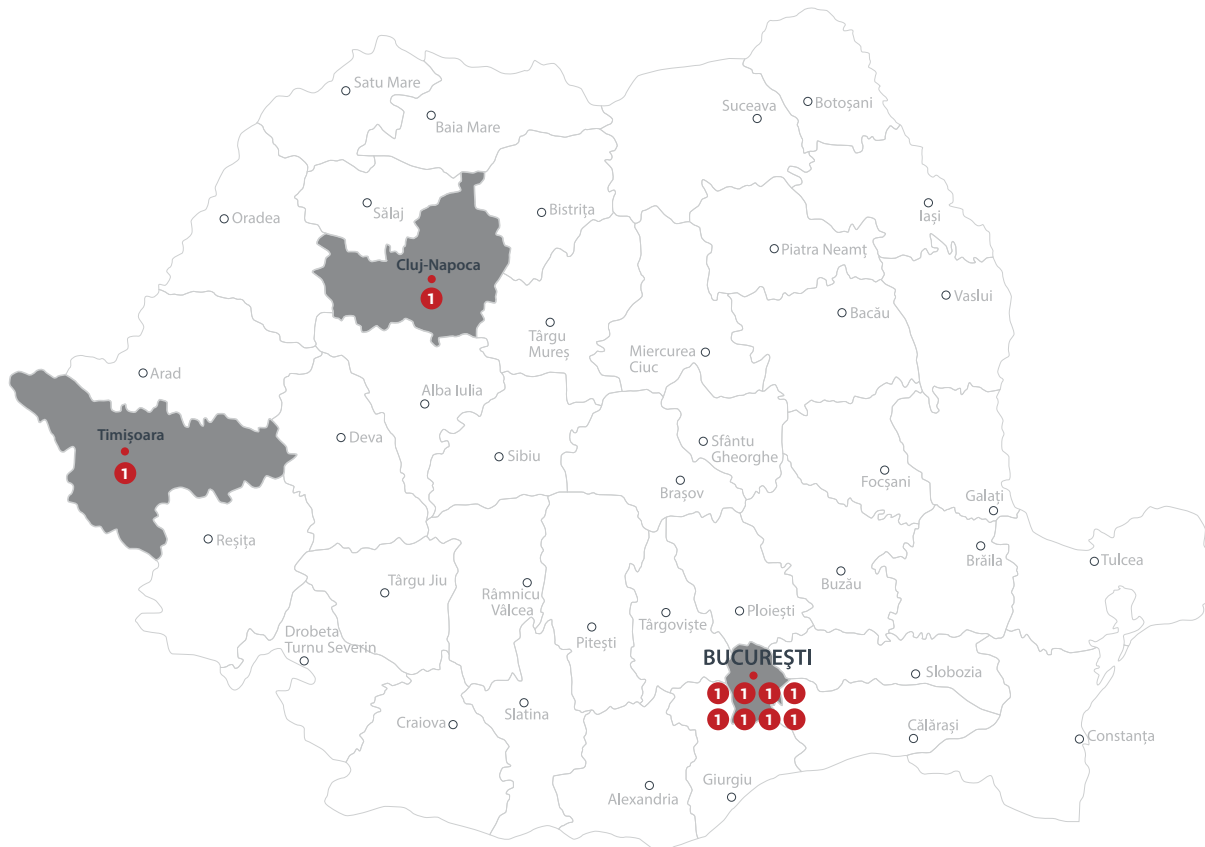 Satu Mare
Baia Mare
Suceava
Botoșani
Oradea
Sălaj
Bistrița
Iași
Piatra Neamț
Cluj-Napoca
1
Vaslui
Bacău
Târgu
Mureș
Miercurea
Ciuc
Arad
Alba Iulia
Timișoara
1
Deva
Sibiu
Sfântu
Gheorghe
Brașov
Focșani
Galați
Reșița
Brăila
Tulcea
Târgu Jiu
Râmnicu
Vâlcea
Buzău
Drobeta
Turnu Severin
Pitești
Târgoviște
Ploiești
BUCUREŞTI
1 1 1 1
1 1 1 1
Slobozia
Craiova
Slatina
Călărași
Constanța
Giurgiu
Alexandria